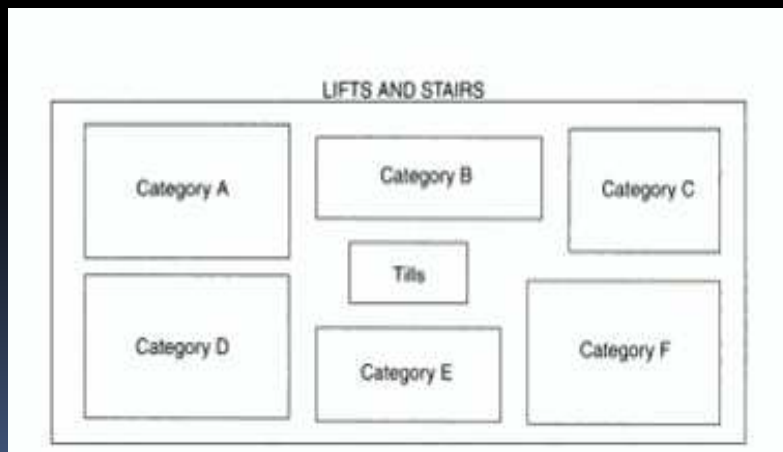 LIFTS AND STAIRS
Category A
Category B
Category C
Tills
Category D
Category E
Category F